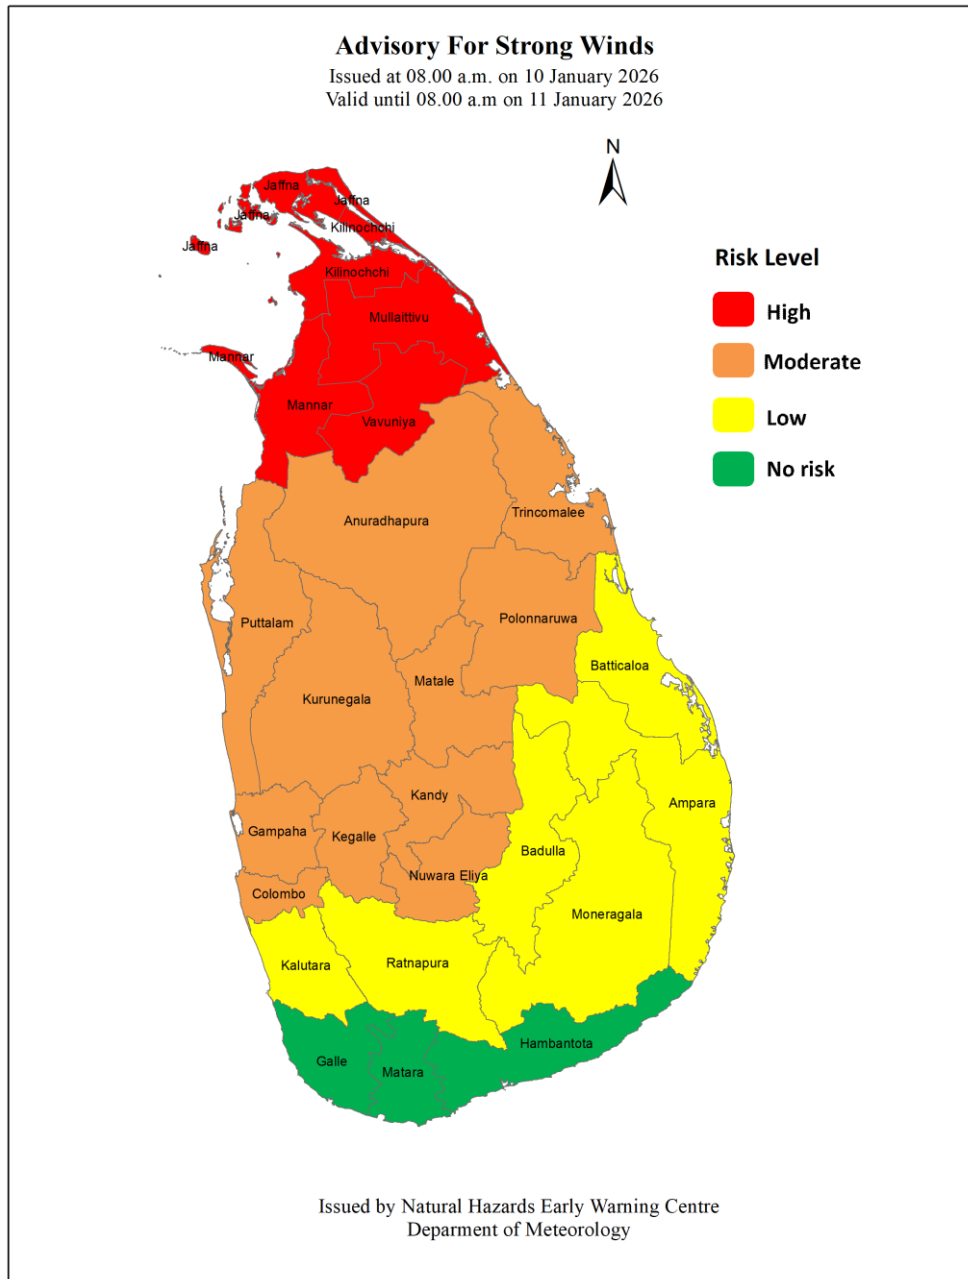 Advisory For Strong Winds
Issued at 08.00 a.m. on 10 January 2026
Valid until 08.00 a.m on 11 January 2026
N
Jaffna
Jaffna
Jaffna
Kilinochchi
Jaffna
Kilinochchi
Mullaittivu
Mannar
Mannar
Vavuniya
Anuradhapura
Trincomalee
Puttalam
Polonnaruwa
Batticaloa
Matale
Kurunegala
Kandy
Ampara
Gampaha
Kegalle
Badulla
Nuwara Eliya
Colombo
Moneragala
Kalutara
Ratnapura
Hambantota
Galle
Matara
Risk Level
High
Moderate
Low
No risk
Issued by Natural Hazards Early Warning Centre
Deparment of Meteorology